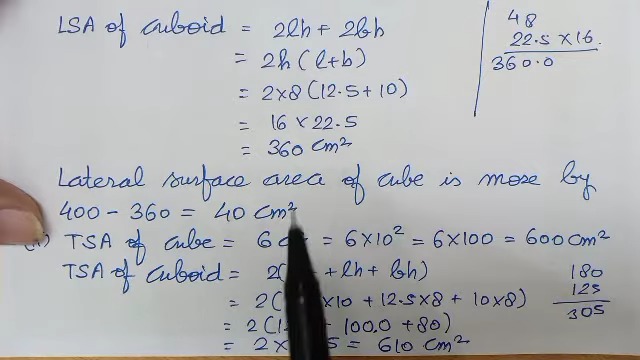 LSA of cuboid = 2lh + 2bh
= 2h (l+b)
= 2×8 (12.5 + 10)
= 16 × 22.5
= 360 cm²
48
22.5 ×16
360.0
Lateral surface area of cube is more by
400 - 360 = 40 cm²
TSA of cube = 6 = 6×10² = 6×100 = 600 cm²
TSA of cuboid = 2( + lh + bh)
= 2( ×10 + 12.5×8 + 10×8)
= 2( + 100.0 + 80)
= 2 × = 610 cm²
180
125
305